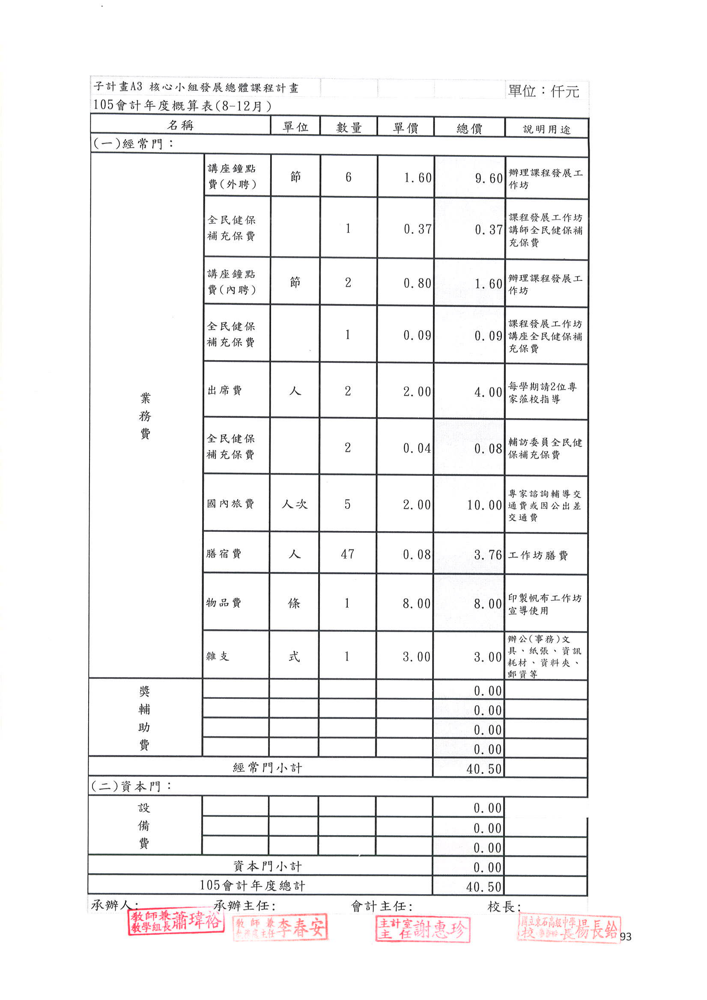 子計畫A3 核心小組發展總體課程計畫
單位：仟元
105會計年度概算表(8-12月)
名稱 單位 數量 單價 總價 說明用途
(一)經常門：
業務費
講座鐘點 費(外聘) 節 6 1.60 9.60 辦理課程發展工
作坊
全民健保 1 0.37 0.37 課程發展工作坊
補充保費 講師全民健保補
充保費
講座鐘點 節 2 0.80 1.60 辦理課程發展工
費(內聘) 作坊
全民健保 1 0.09 0.09 課程發展工作坊
補充保費 講座全民健保補
充保費
出席費 人 2 2.00 4.00 每學期請2位專
家蒞校指導
全民健保 2 0.04 0.08 輔訪委員全民健
補充保費 保補充保費
國內旅費 人次 5 2.00 10.00 專家諮詢輔導交
通費或因公出差
交通費
膳宿費 人 47 0.08 3.76 工作坊膳費
物品費 條 1 8.00 8.00 印製帆布工作坊
宣導使用
雜支 式 1 3.00 3.00 辦公(事務)文
具、紙張、資訊
耗材、資料夾、
郵資等
獎輔助費
0.00
0.00
0.00
0.00
經常門小計 40.50
(二)資本門：
設備費
0.00
0.00
0.00
資本門小計 0.00
105會計年度總計 40.50
承辦人: 承辦主任: 會計主任: 校長:
教師兼
教學組長 蕭瑋裕
教師兼
主任 李春安
主計室
主任 謝惠珍
國立東石高級中學
校長 楊長鈶
93